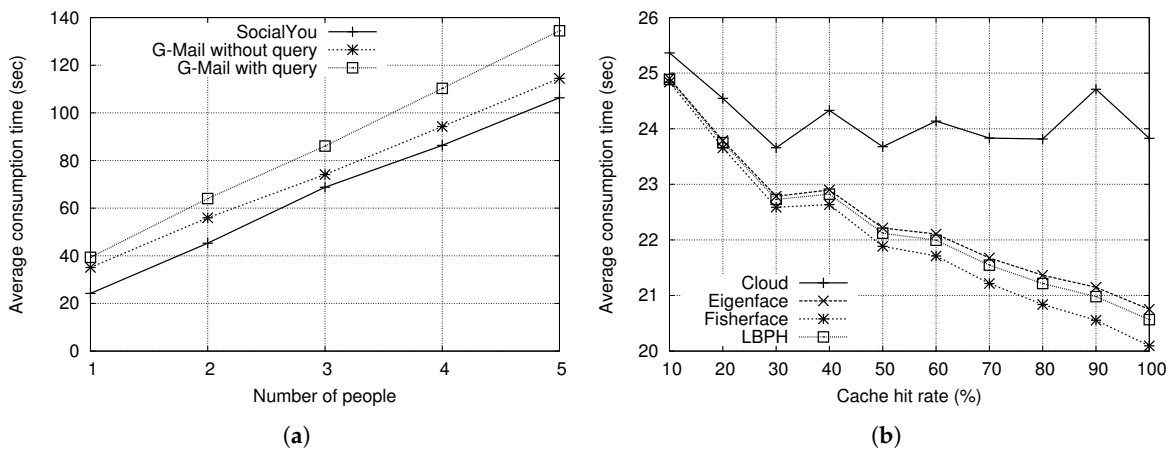 140
120
100
80
60
40
20
0
Average consumption time (sec)
SocialYou
G-Mail without query
G-Mail with query
1 2 3 4 5
Number of people
(a)
26
25
24
23
22
21
20
Average consumption time (sec)
Cloud
Eigenface
Fisherface
LBPH
10 20 30 40 50 60 70 80 90 100
Cache hit rate (%)
(b)